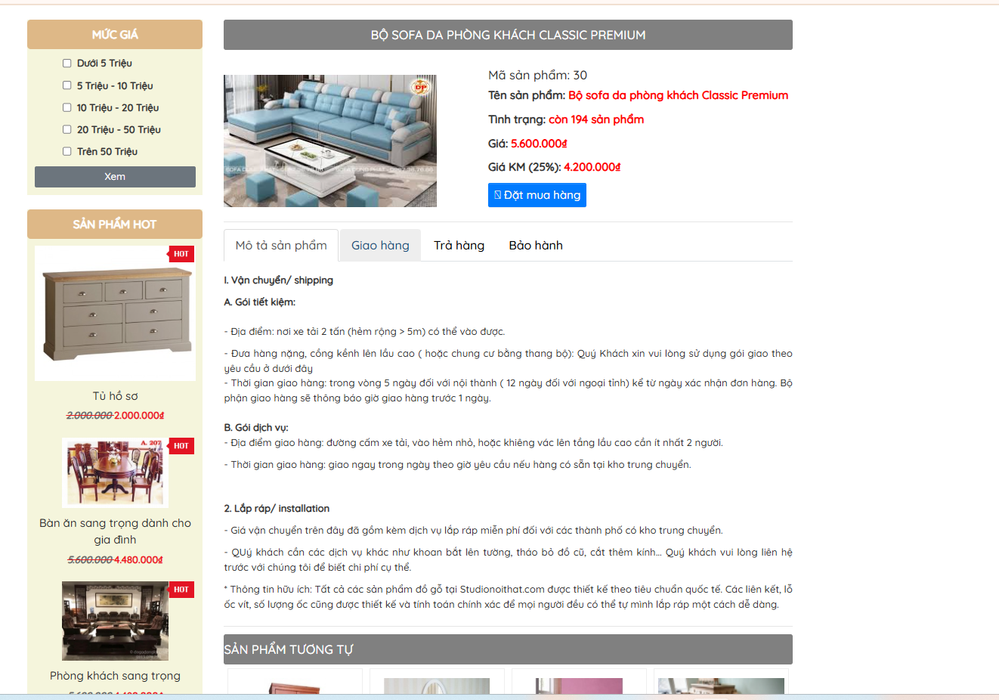 MỨC GIÁ
Dưới 5 Triệu
5 Triệu - 10 Triệu
10 Triệu - 20 Triệu
20 Triệu - 50 Triệu
Trên 50 Triệu
Xem
SẢN PHẨM HOT
HOT
Tủ hồ sơ
2.000.000 2.000.000₫
A. 207
HOT
Bàn ăn sang trọng dành cho
gia đình
5.600.000 4.480.000₫
HOT
Phòng khách sang trọng
BỘ SOFA DA PHÒNG KHÁCH CLASSIC PREMIUM
DP
Mã sản phẩm: 30
Tên sản phẩm: Bộ sofa da phòng khách Classic Premium
Tình trạng: còn 194 sản phẩm
Giá: 5.600.000₫
Giá KM (25%): 4.200.000₫
Đặt mua hàng
Mô tả sản phẩm
Giao hàng
Trả hàng
Bảo hành
I. Vận chuyển/ shipping
A. Gói tiết kiệm:
- Địa điểm: nơi xe tải 2 tấn (hẻm rộng > 5m) có thể vào được.
- Đưa hàng nặng, cồng kềnh lên lầu cao ( hoặc chung cư bằng thang bộ): Quý Khách xin vui lòng sử dụng gói giao theo
yêu cầu ở dưới đây
- Thời gian giao hàng: trong vòng 5 ngày đối với nội thành ( 12 ngày đối với ngoại tỉnh) kể từ ngày xác nhận đơn hàng. Bộ
phận giao hàng sẽ thông báo giờ giao hàng trước 1 ngày.
B. Gói dịch vụ:
- Địa điểm giao hàng: đường cấm xe tải, vào hẻm nhỏ, hoặc khiêng vác lên tầng lầu cao cần ít nhất 2 người.
- Thời gian giao hàng: giao ngay trong ngày theo giờ yêu cầu nếu hàng có sẵn tại kho trung chuyển.
2. Lắp ráp/ installation
- Giá vận chuyển trên đây đã gồm kèm dịch vụ lắp ráp miễn phí đối với các thành phố có kho trung chuyển.
- QUý khách cần các dịch vụ khác như khoan bắt lên tường, tháo bỏ đồ cũ, cắt thêm kính... Quý khách vui lòng liên hệ
trước với chúng tôi để biết chi phí cụ thể.
* Thông tin hữu ích: Tất cả các sản phẩm đồ gỗ tại Studionoithat.com được thiết kế theo tiêu chuẩn quốc tế. Các liên kết, lỗ
ốc vít, số lượng ốc cũng được thiết kế và tính toán chính xác để mọi người đều có thể tự mình lắp ráp một cách dễ dàng.
SẢN PHẨM TƯƠNG TỰ